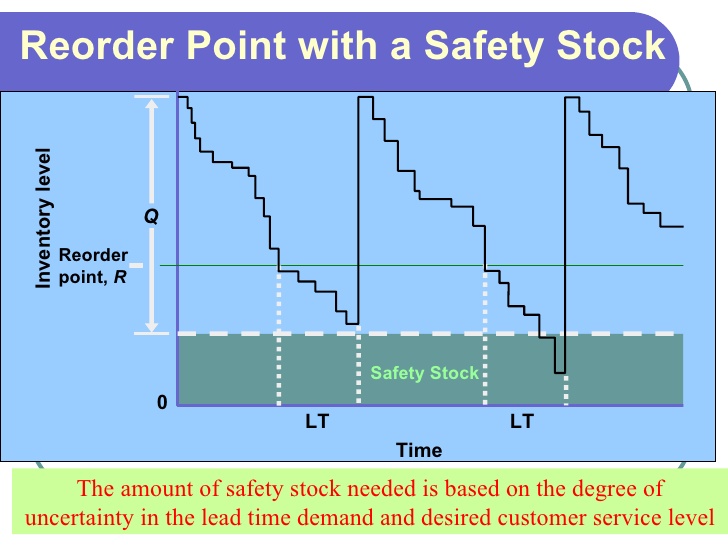 Reorder Point with a Safety Stock
Inventory level
Q
Reorder
point, R
Safety Stock
0
LT
LT
Time
The amount of safety stock needed is based on the degree of
uncertainty in the lead time demand and desired customer service level